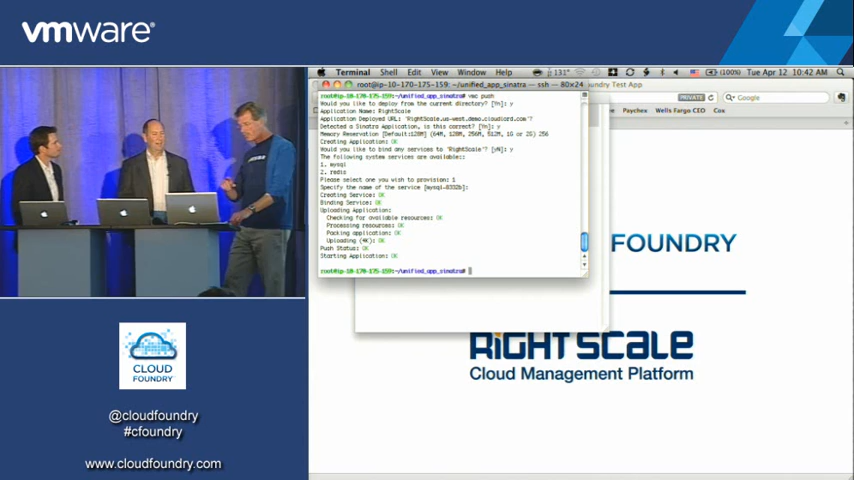 vmware®
Terminal Shell Edit View Window Help
131°
(100%) Tue Apr 12 10:42 AM
root@ip-10-170-175-159: ~/unified_app_sinatra — ssh — 80×24
undry Test App
PRIVATE
Google
Paychex Wells Fargo CEO Cox
root@ip-10-170-175-159:~/unified_app_sinatra# vmc push
Would you like to deploy from the current directory? [Yn]: y
Application Name: RightScale
Application Deployed URL: 'RightScale.us-west.demo.cloudcard.com'?
Detected a Sinatra Application, is this correct? [Yn]: y
Memory Reservation [Default:128M] (64M, 128M, 256M, 512M, 1G or 2G) 256
Creating Application: OK
Would you like to bind any services to 'RightScale'? [yN]: y
The following system services are available::
1. mysql
2. redis
Please select one you wish to provision: 1
Specify the name of the service [mysql-8332b]:
Creating Service: OK
Binding Service: OK
Uploading Application:
Checking for available resources: OK
Processing resources: OK
Packing application: OK
Uploading (4K): OK
Push Status: OK
Starting Application: OK
root@ip-10-170-175-159:~/unified_app_sinatra#
FOUNDRY
RiGHTSCALE
Cloud Management Platform
CLOUD
FOUNDRY
@cloudfoundry
#cfoundry
www.cloudfoundry.com